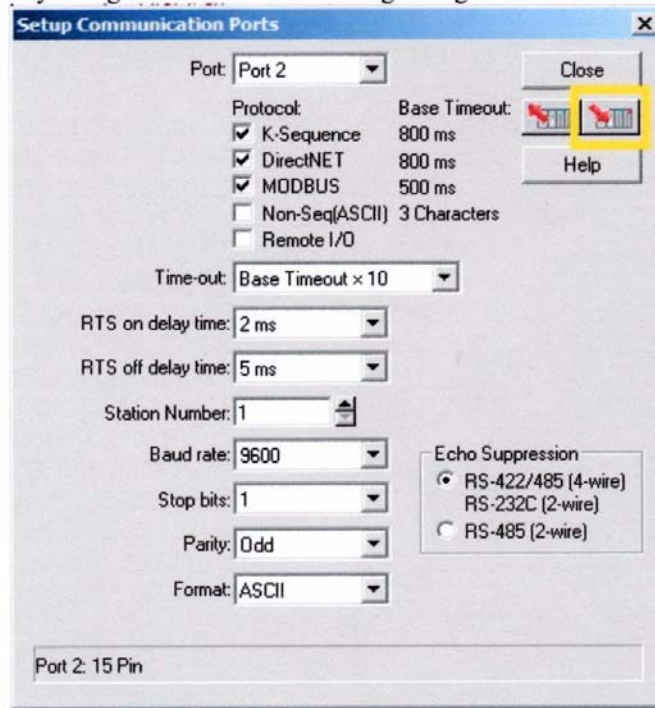 Setup Communication Ports
Port: Port 2
Close
Protocol: Base Timeout:
K-Sequence 800 ms
DirectNET 800 ms
Help
MODBUS 500 ms
Non-Seq(ASCII) 3 Characters
Remote I/O
Time-out: Base Timeout × 10
RTS on delay time: 2 ms
RTS off delay time: 5 ms
Station Number: 1
Baud rate: 9600
Stop bits: 1
Parity: Odd
Format: ASCII
Echo Suppression
RS-422/485 (4-wire)
RS-232C (2-wire)
RS-485 (2-wire)
Port 2: 15 Pin